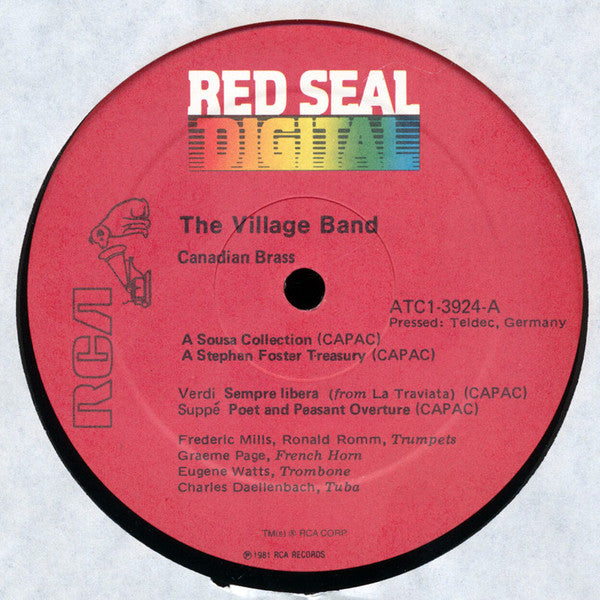 RED SEAL
DIGITAL
The Village Band
Canadian Brass
RCA
ATC1-3924-A
Pressed: Teldec, Germany
A Sousa Collection (CAPAC)
A Stephen Foster Treasury (CAPAC)
Verdi Sempre libera (from La Traviata) (CAPAC)
Suppé Poet and Peasant Overture (CAPAC)
Frederic Mills, Ronald Romm, Trumpets
Graeme Page, French Horn
Eugene Watts, Trombone
Charles Daellenbach, Tuba
TM(s) ® RCA CORP.
℗1981 RCA RECORDS